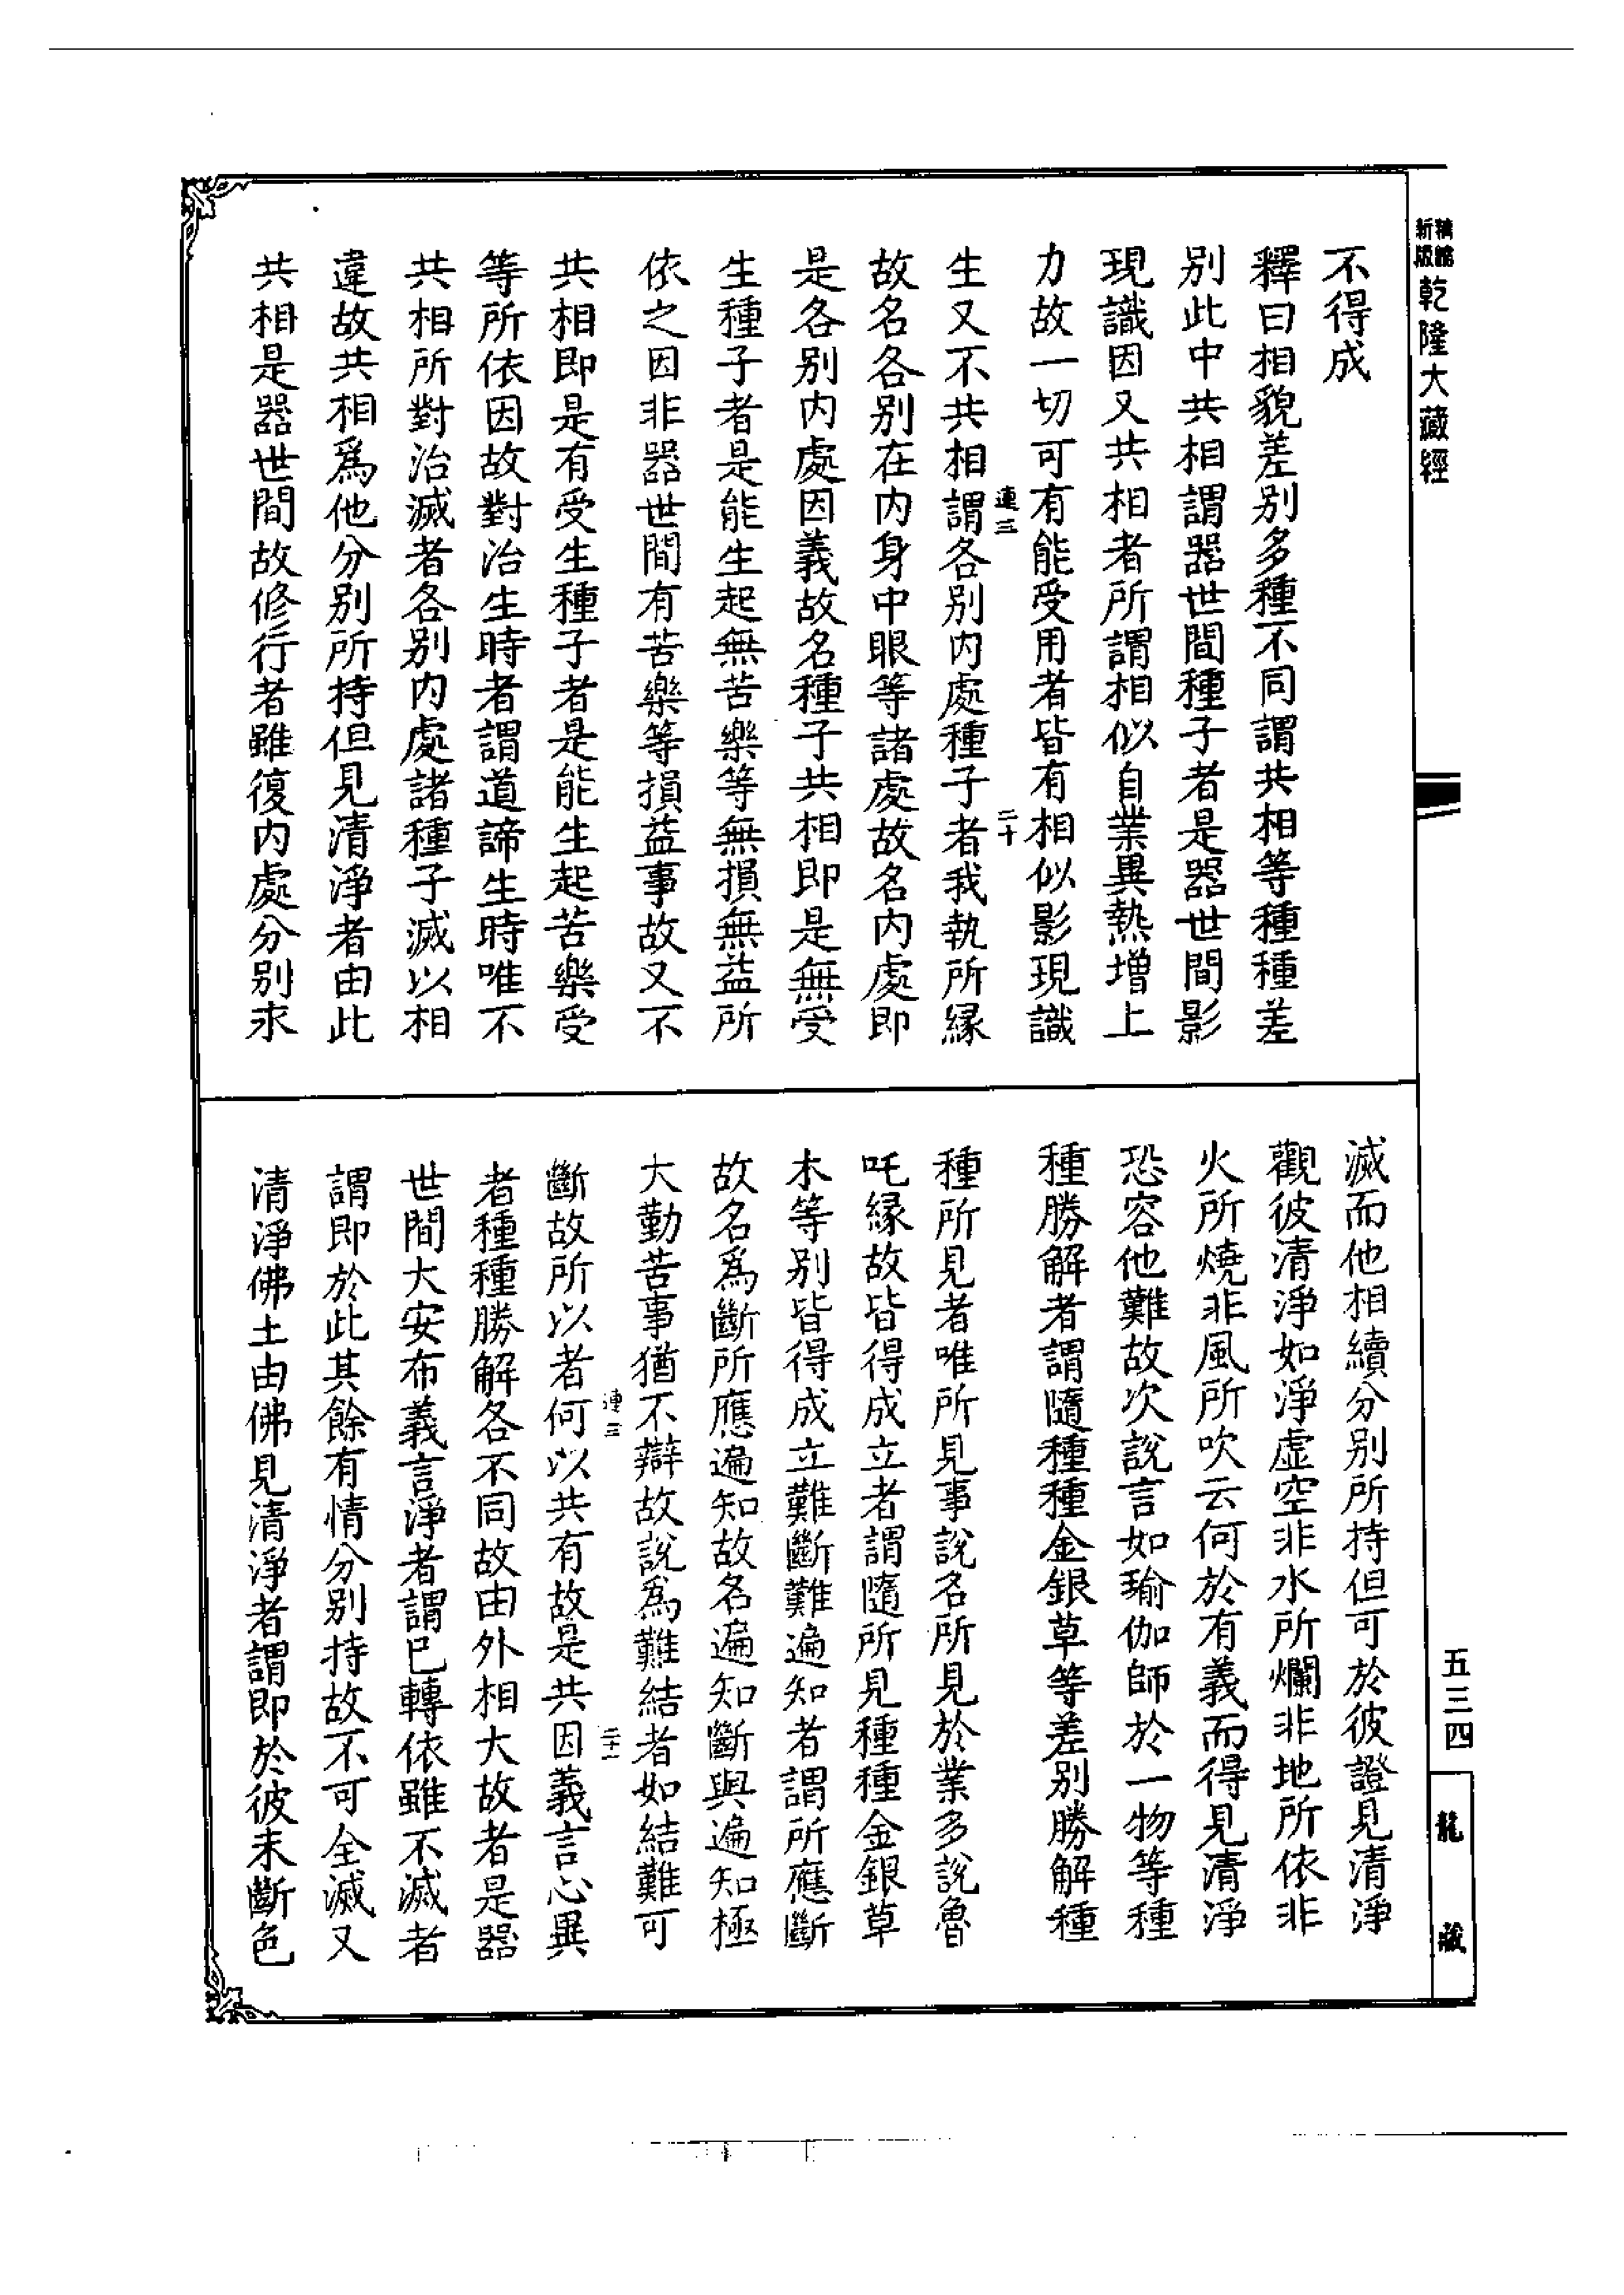 新版精縮 乾隆大藏經
不得成
釋曰相貌差別多種不同謂共相等種種差
別此中共相謂器世間種子者是器世間影
現識因又共相者所謂相似自業異熟增上
力故一切可有能受用者皆有相似影現識
生又不共相謂各別內處種子者我執所緣
連三
二十
故名各別在內身中眼等諸處故名內處即
是各別內處因義故名種子共相即是無受
生種子者是能生起無苦樂等無損無益所
依之因非器世間有苦樂等損益事故又不
共相即是有受生種子者是能生起苦樂受
等所依因故對治生時者謂道諦生時唯不
共相所對治滅者各別內處諸種子滅以相
違故共相爲他分別所持但見清淨者由此
共相是器世間故修行者雖復內處分別求
滅而他相續分別所持但可於彼證見清淨
觀彼清淨如淨虛空非水所爛非地所依非
火所燒非風所吹云何於有義而得見清淨
恐容他難故次說言如瑜伽師於一物等種
種勝解者謂隨種種金銀草等差別勝解種
種所見者唯所見事說名所見於業多說魯
吒緣故皆得成立者謂隨所見種種金銀草
木等別皆得成立難斷難遍知者謂所應斷
故名爲斷所應遍知故名遍知斷與遍知極
大勤苦事猶不辯故說爲難結者如結難可
連三
二十一
斷故所以者何以共有故是共因義言心異
者種種勝解各不同故由外相大故者是器
世間大安布義言淨者謂已轉依雖不滅者
謂即於此其餘有情分別持故不可全滅又
清淨佛土由佛見清淨者謂即於彼未斷色
五三四
龍藏